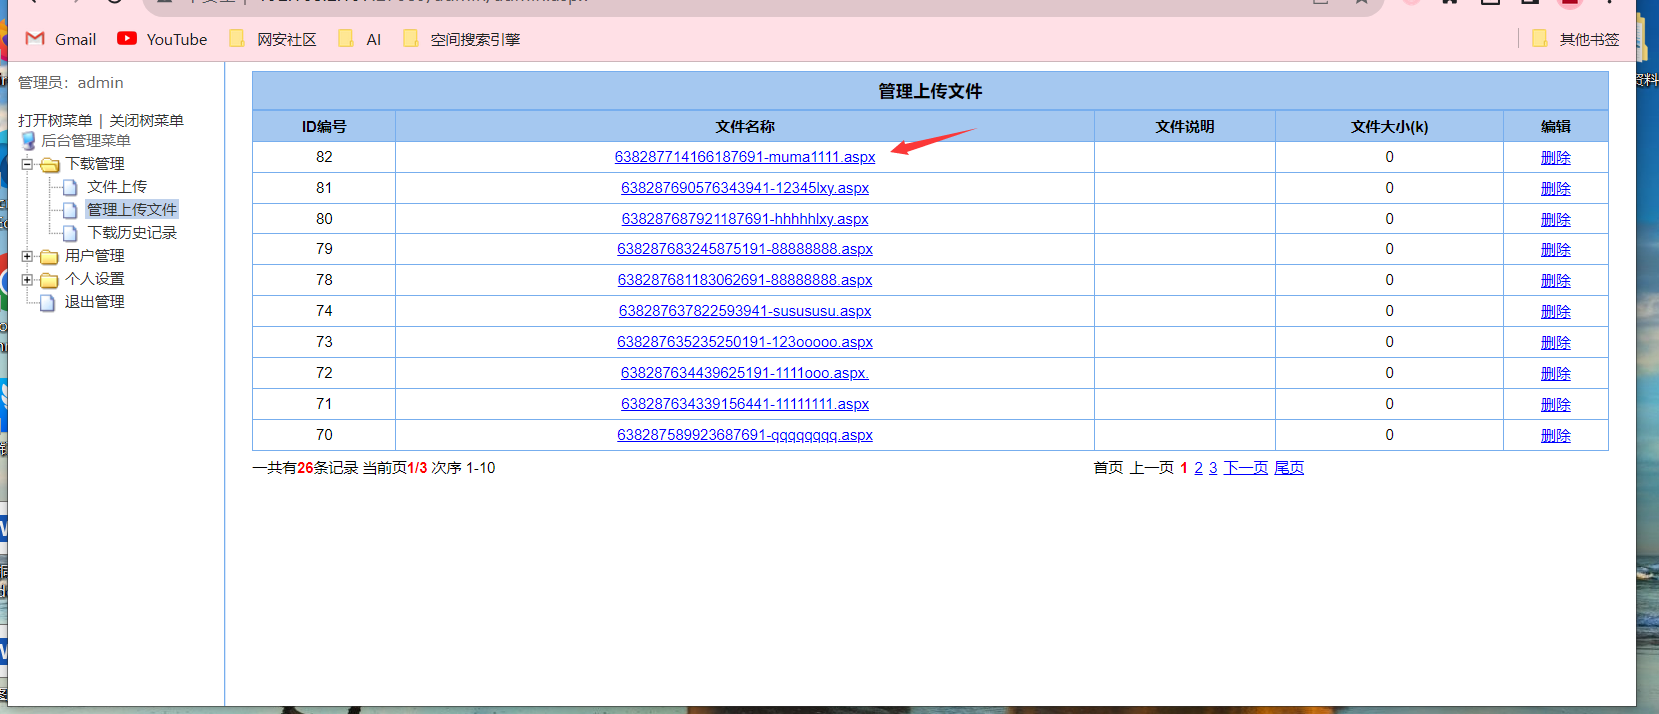 Gmail YouTube 网安社区 AI 空间搜索引擎 其他书签
管理员：admin
打开树菜单 | 关闭树菜单
后台管理菜单
下载管理
文件上传
管理上传文件
下载历史记录
用户管理
个人设置
退出管理
管理上传文件
ID编号 文件名称 文件说明 文件大小(k) 编辑
82 638287714166187691-muma1111.aspx 0 删除
81 638287690576343941-12345lxy.aspx 0 删除
80 638287687921187691-hhhhhlxy.aspx 0 删除
79 638287683245875191-88888888.aspx 0 删除
78 638287681183062691-88888888.aspx 0 删除
74 638287637822593941-susususu.aspx 0 删除
73 638287635235250191-123ooooo.aspx 0 删除
72 638287634439625191-1111ooo.aspx. 0 删除
71 638287634339156441-11111111.aspx 0 删除
70 638287589923687691-qqqqqqqq.aspx 0 删除
一共有26条记录 当前页1/3 次序 1-10 首页 上一页 1 2 3 下一页 尾页